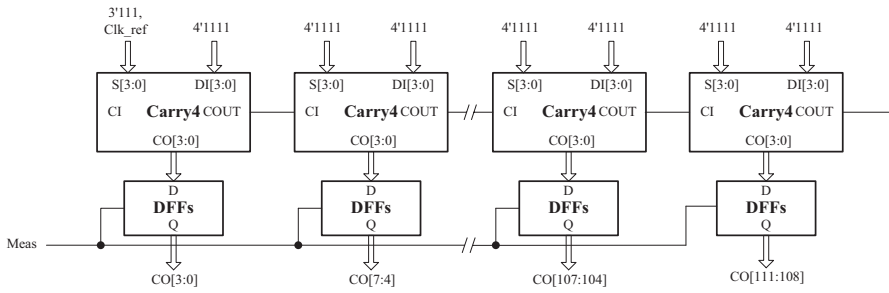 3'111,
Clk_ref
4'1111
4'1111
4'1111
4'1111
4'1111
4'1111
4'1111
S[3:0] DI[3:0]
CI Carry4 COUT
CO[3:0]
S[3:0] DI[3:0]
CI Carry4 COUT
CO[3:0]
S[3:0] DI[3:0]
CI Carry4 COUT
CO[3:0]
S[3:0] DI[3:0]
CI Carry4 COUT
CO[3:0]
D
DFFs
Q
D
DFFs
Q
D
DFFs
Q
D
DFFs
Q
Meas
CO[3:0]
CO[7:4]
CO[107:104]
CO[111:108]